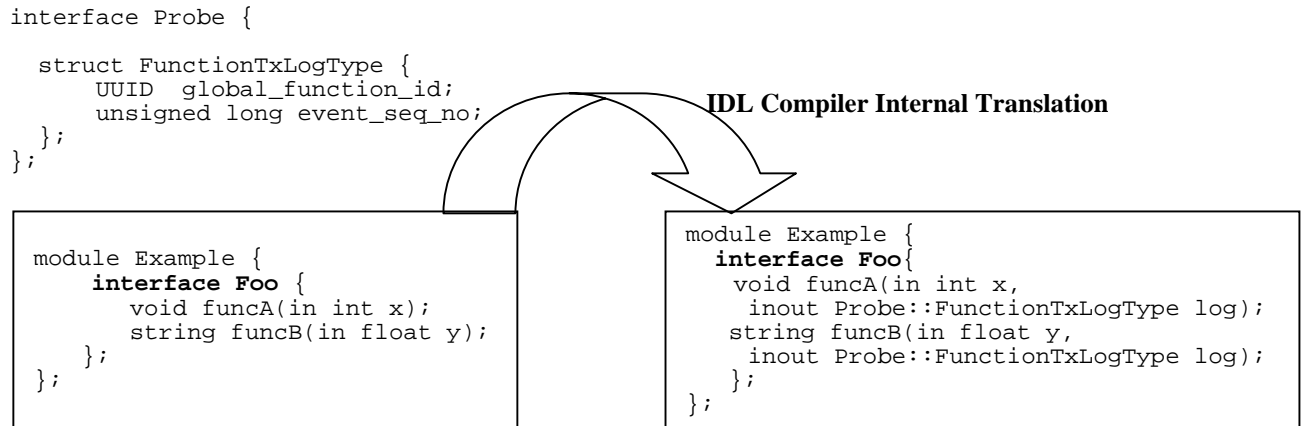 interface Probe {
struct FunctionTxLogType {
UUID global_function_id;
unsigned long event_seq_no;
};
};
IDL Compiler Internal Translation
module Example {
interface Foo {
void funcA(in int x);
string funcB(in float y);
};
};
module Example {
interface Foo{
void funcA(in int x,
inout Probe::FunctionTxLogType log);
string funcB(in float y,
inout Probe::FunctionTxLogType log);
};
};